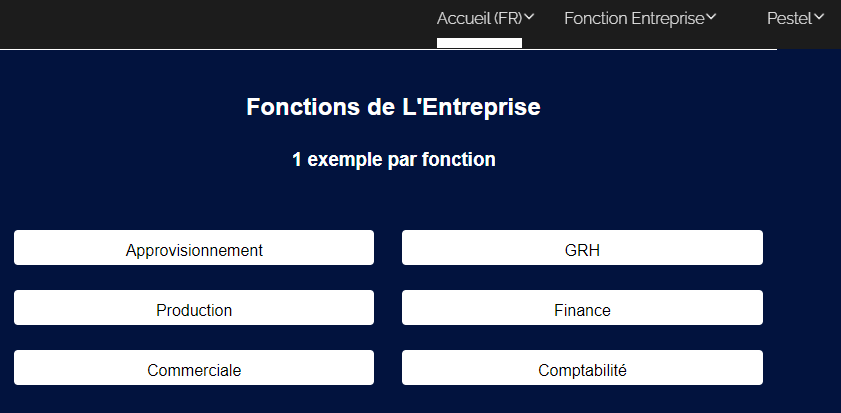 Accueil (FR) Fonction Entreprise Pestel
Fonctions de L'Entreprise
1 exemple par fonction
Approvisionnement GRH
Production Finance
Commerciale Comptabilité